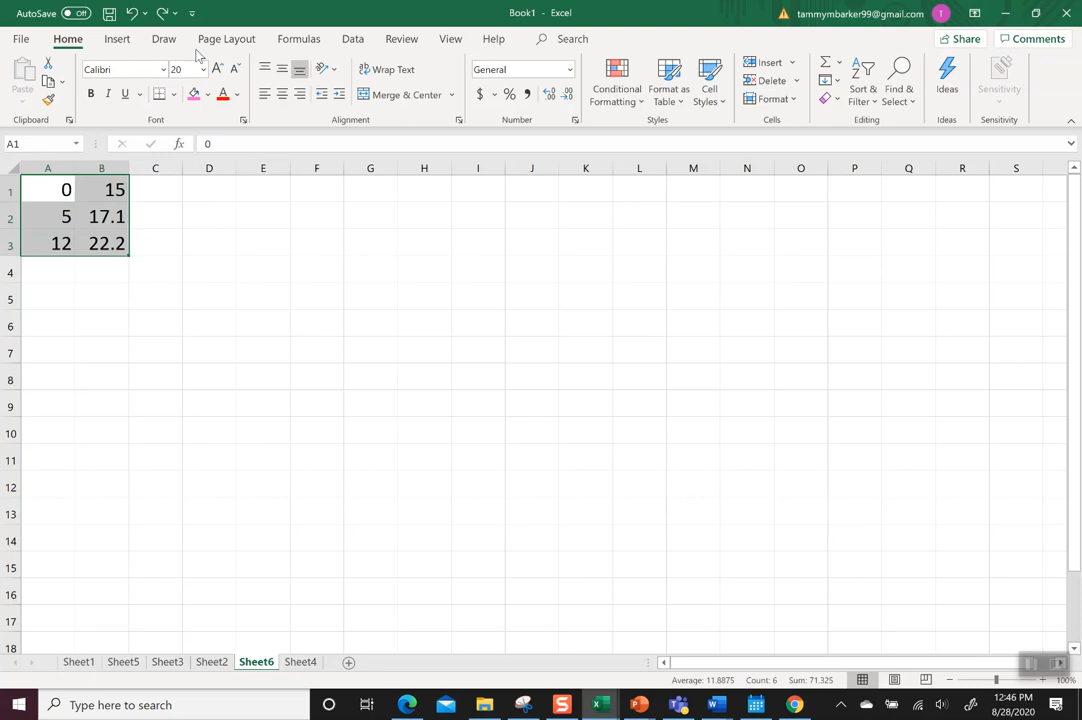 AutoSave Off Book1 - Excel tammymbarker99@gmail.com T
File Home Insert Draw Page Layout Formulas Data Review View Help Search Share Comments
Paste Calibri 20 A A Wrap Text General Conditional Formatting Format as Table Cell Styles Insert Delete Format Sort & Filter Find & Select Ideas Sensitivity
B I U A Merge & Center $ % ,
Clipboard Font Alignment Number Styles Cells Editing Ideas Sensitivity
A1 fx 0
A B C D E F G H I J K L M N O P Q R S
1 0 15
2 5 17.1
3 12 22.2
4
5
6
7
8
9
10
11
12
13
14
15
16
17
18
Sheet1 Sheet5 Sheet3 Sheet2 Sheet6 Sheet4
Average: 11.8875 Count: 6 Sum: 71.325 100%
Type here to search 12:46 PM
8/28/2020